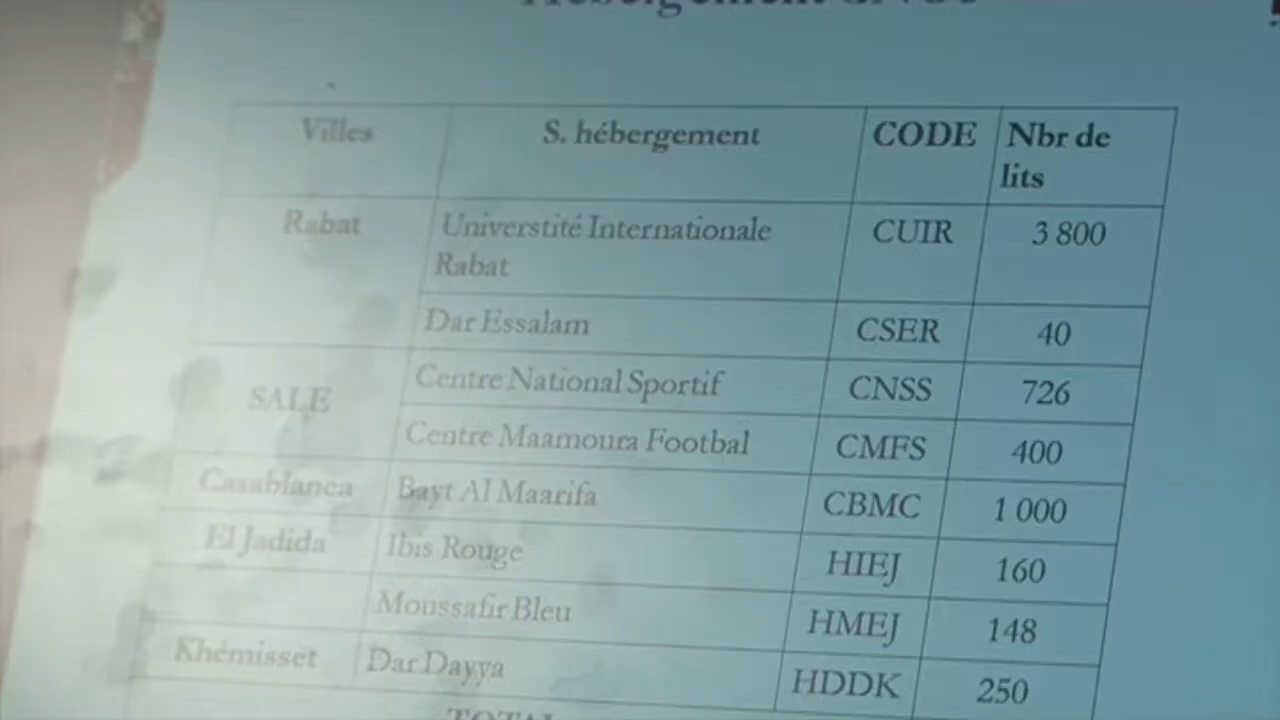 Villes S. hébergement CODE Nbr de
lits
Rabat Universtité Internationale CUIR 3 800
Rabat
Dar Essalam CSER 40
SALE Centre National Sportif CNSS 726
Centre Maamoura Footbal CMFS 400
Casablanca Bayt Al Maarifa CBMC 1 000
El Jadida Ibis Rouge HIEJ 160
Moussafir Bleu HMEJ 148
Khémisset Dar Dayya HDDK 250
TOTAL